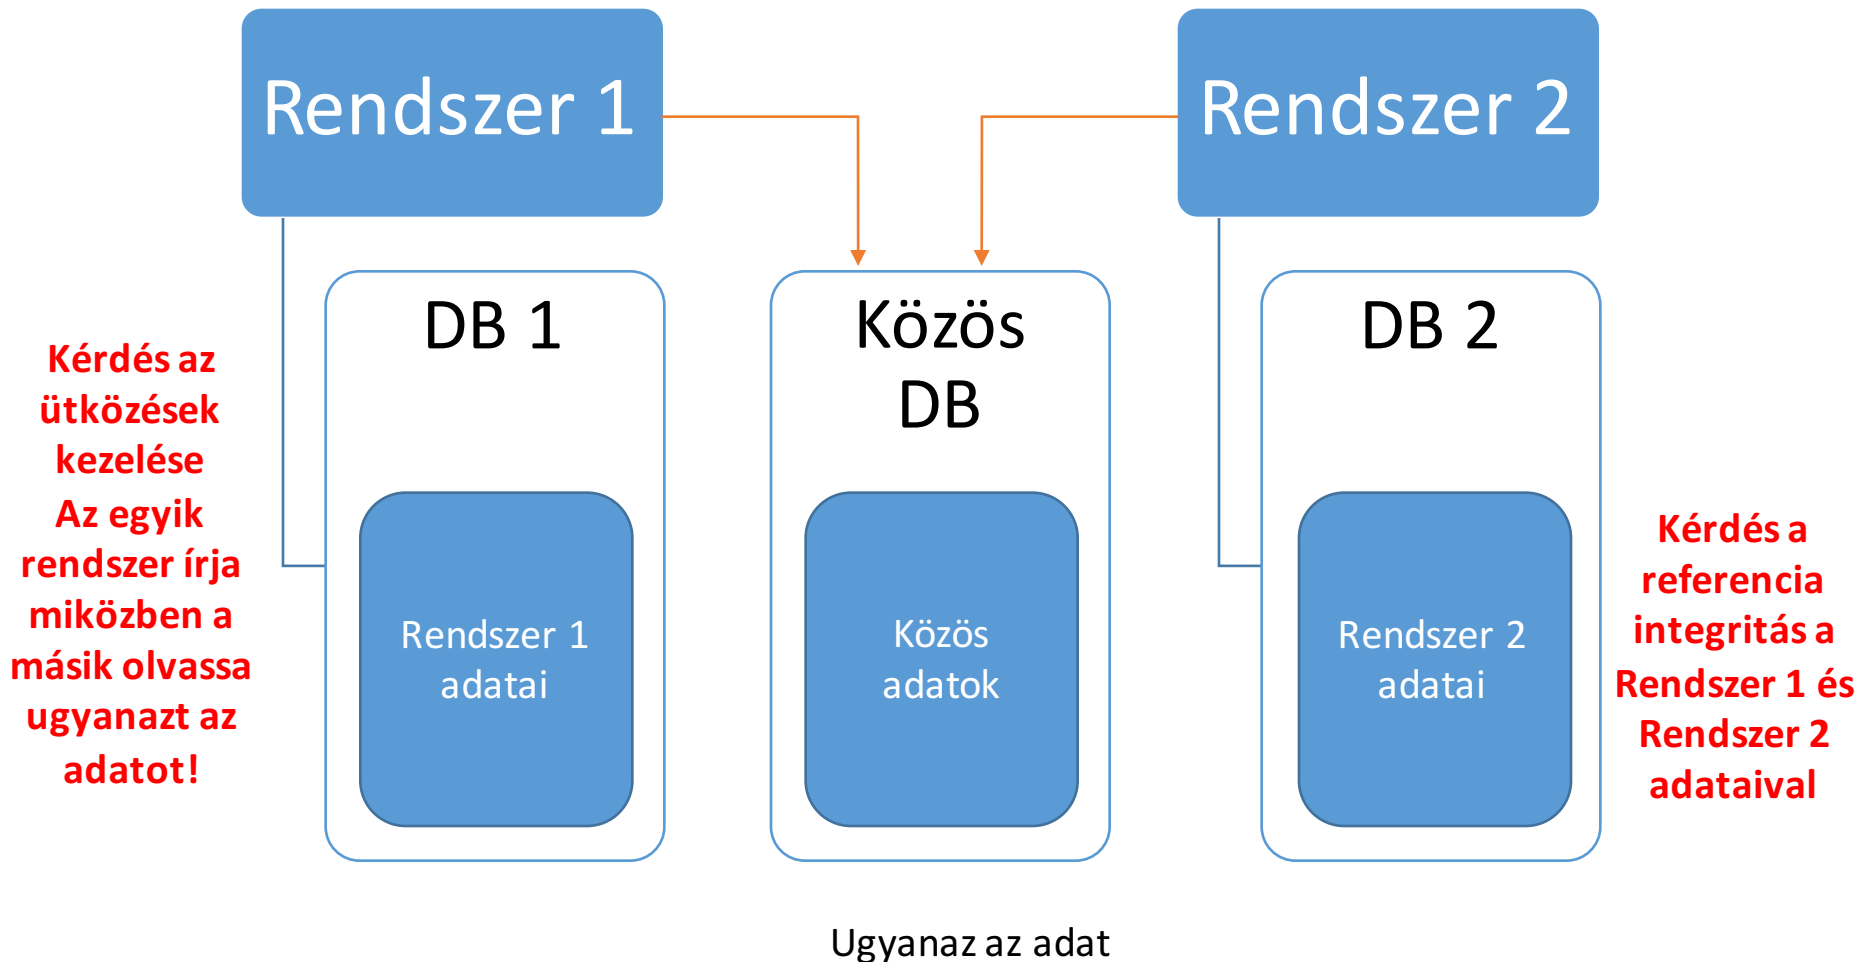 Rendszer 1
Rendszer 2
DB 1
Közös
DB
DB 2
Kérdés az
ütközések
kezelése
Az egyik
rendszer írja
miközben a
másik olvassa
ugyanazt az
adatot!
Rendszer 1
adatai
Közös
adatok
Rendszer 2
adatai
Kérdés a
referencia
integritás a
Rendszer 1 és
Rendszer 2
adataival
Ugyanaz az adat